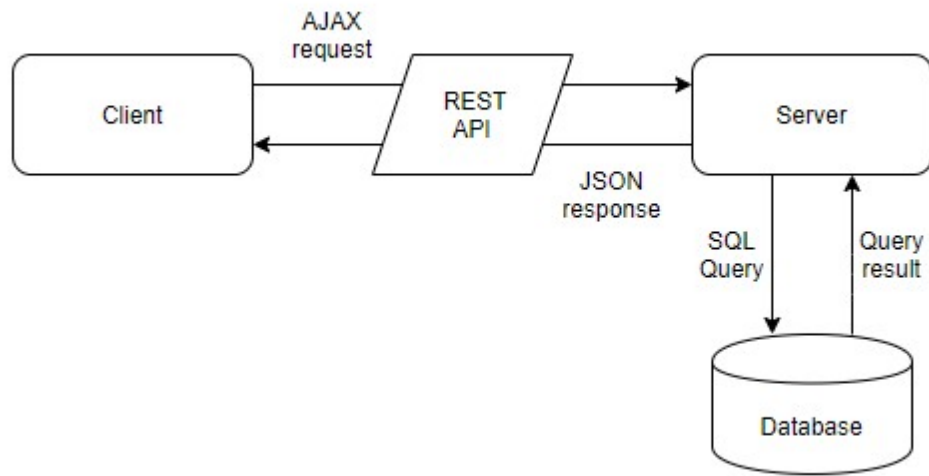 AJAX
request
Client
REST
API
Server
JSON
response
SQL
Query
Query
result
Database